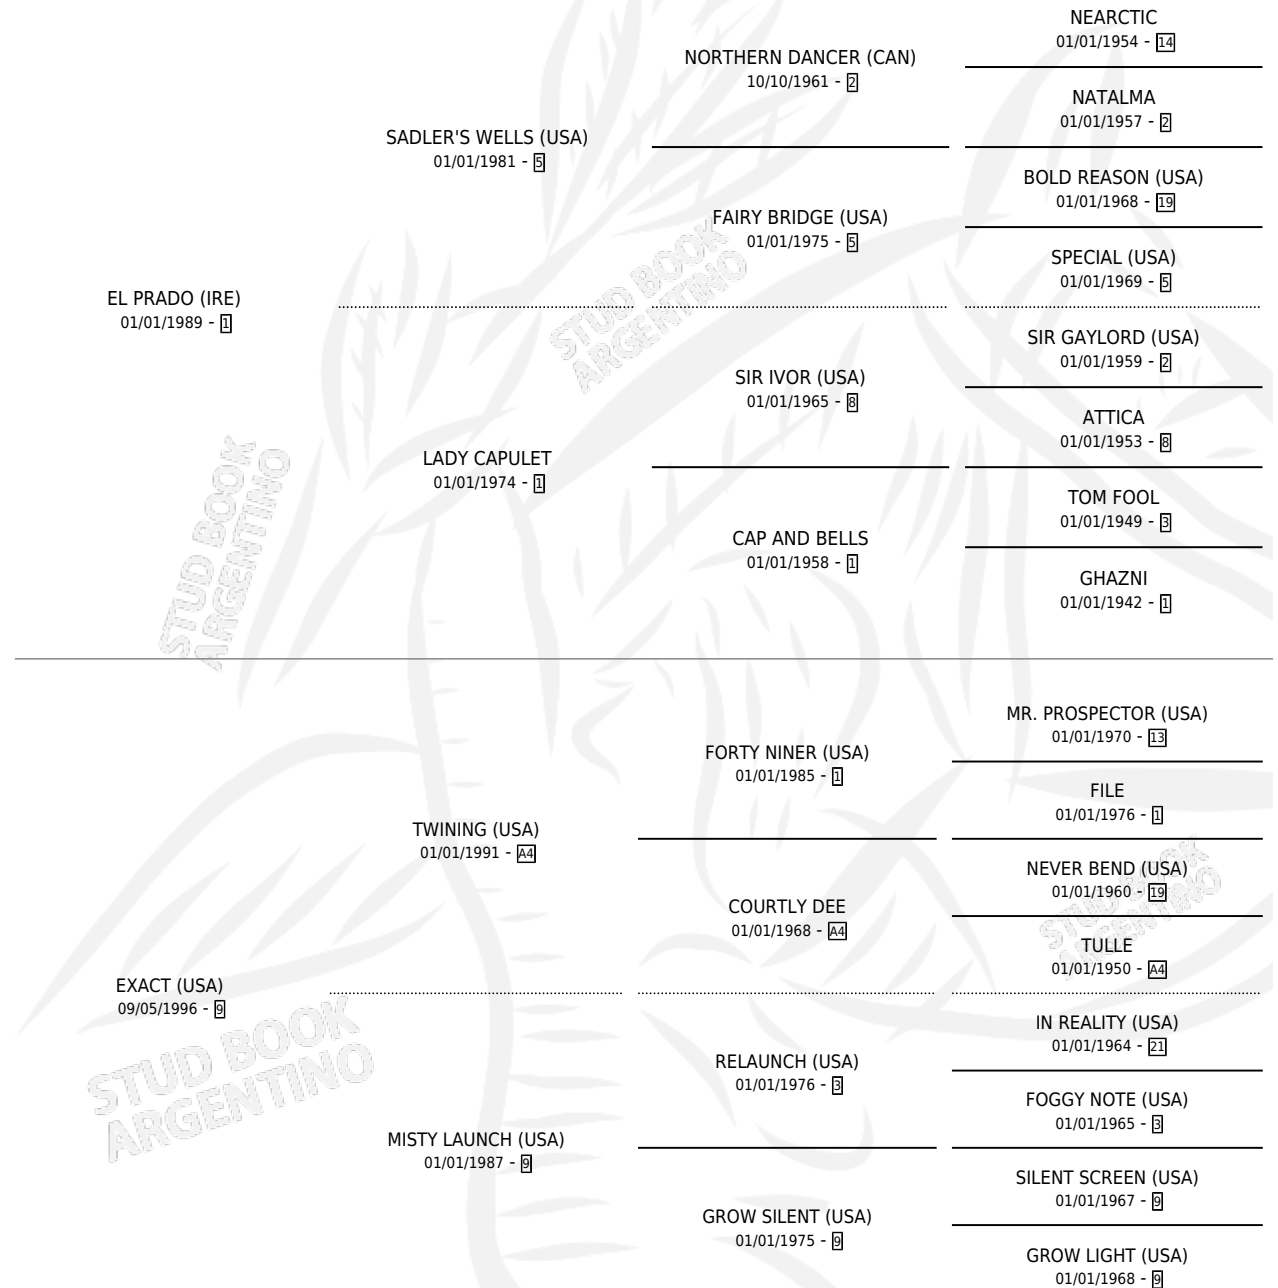 NEARCTIC
01/01/1954 - 14
NORTHERN DANCER (CAN)
10/10/1961 - 2
NATALMA
01/01/1957 - 2
SADLER'S WELLS (USA)
01/01/1981 - 5
BOLD REASON (USA)
01/01/1968 - 19
FAIRY BRIDGE (USA)
01/01/1975 - 5
SPECIAL (USA)
01/01/1969 - 5
EL PRADO (IRE)
01/01/1989 - 1
SIR GAYLORD (USA)
01/01/1959 - 2
SIR IVOR (USA)
01/01/1965 - 8
ATTICA
01/01/1953 - 8
LADY CAPULET
01/01/1974 - 1
TOM FOOL
01/01/1949 - 3
CAP AND BELLS
01/01/1958 - 1
GHAZNI
01/01/1942 - 1
STUD BOOK
ARGENTINO
STUD BOOK
ARGENTINO
MR. PROSPECTOR (USA)
01/01/1970 - 13
FORTY NINER (USA)
01/01/1985 - 1
FILE
01/01/1976 - 1
TWINING (USA)
01/01/1991 - A4
NEVER BEND (USA)
01/01/1960 - 19
COURTLY DEE
01/01/1968 - A4
TULLE
01/01/1950 - A4
EXACT (USA)
09/05/1996 - 9
IN REALITY (USA)
01/01/1964 - 21
RELAUNCH (USA)
01/01/1976 - 3
FOGGY NOTE (USA)
01/01/1965 - 3
MISTY LAUNCH (USA)
01/01/1987 - 9
SILENT SCREEN (USA)
01/01/1967 - 9
GROW SILENT (USA)
01/01/1975 - 9
GROW LIGHT (USA)
01/01/1968 - 9
STUD BOOK
ARGENTINO
STUD BOOK
ARGENTINO